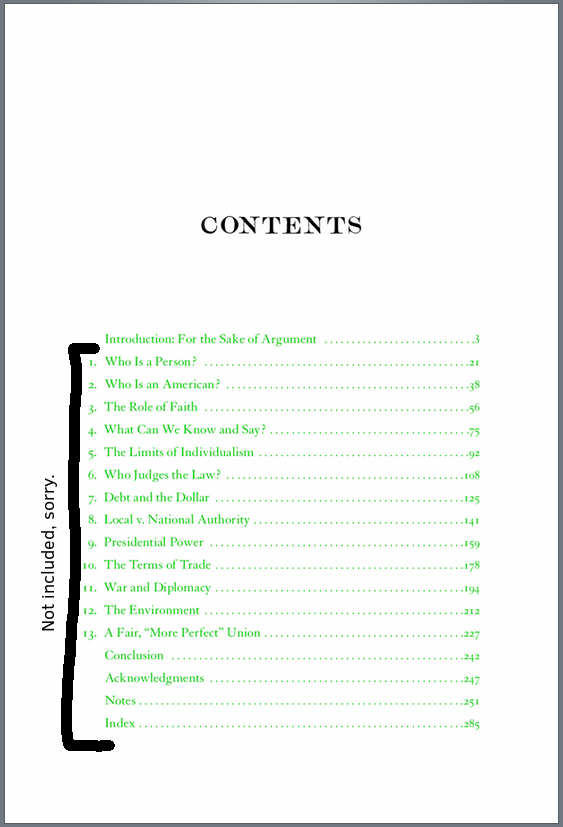 CONTENTS
Introduction: For the Sake of Argument ........................... 3
1. Who Is a Person? ........................... 21
2. Who Is an American? ........................... 38
3. The Role of Faith ........................... 56
4. What Can We Know and Say? ........................... 75
5. The Limits of Individualism ........................... 92
6. Who Judges the Law? ........................... 108
7. Debt and the Dollar ........................... 125
8. Local v. National Authority ........................... 141
9. Presidential Power ........................... 159
10. The Terms of Trade ........................... 178
11. War and Diplomacy ........................... 194
12. The Environment ........................... 212
13. A Fair, “More Perfect” Union ........................... 227
Conclusion ........................... 242
Acknowledgments ........................... 247
Notes ........................... 251
Index ........................... 285
Not included, sorry.